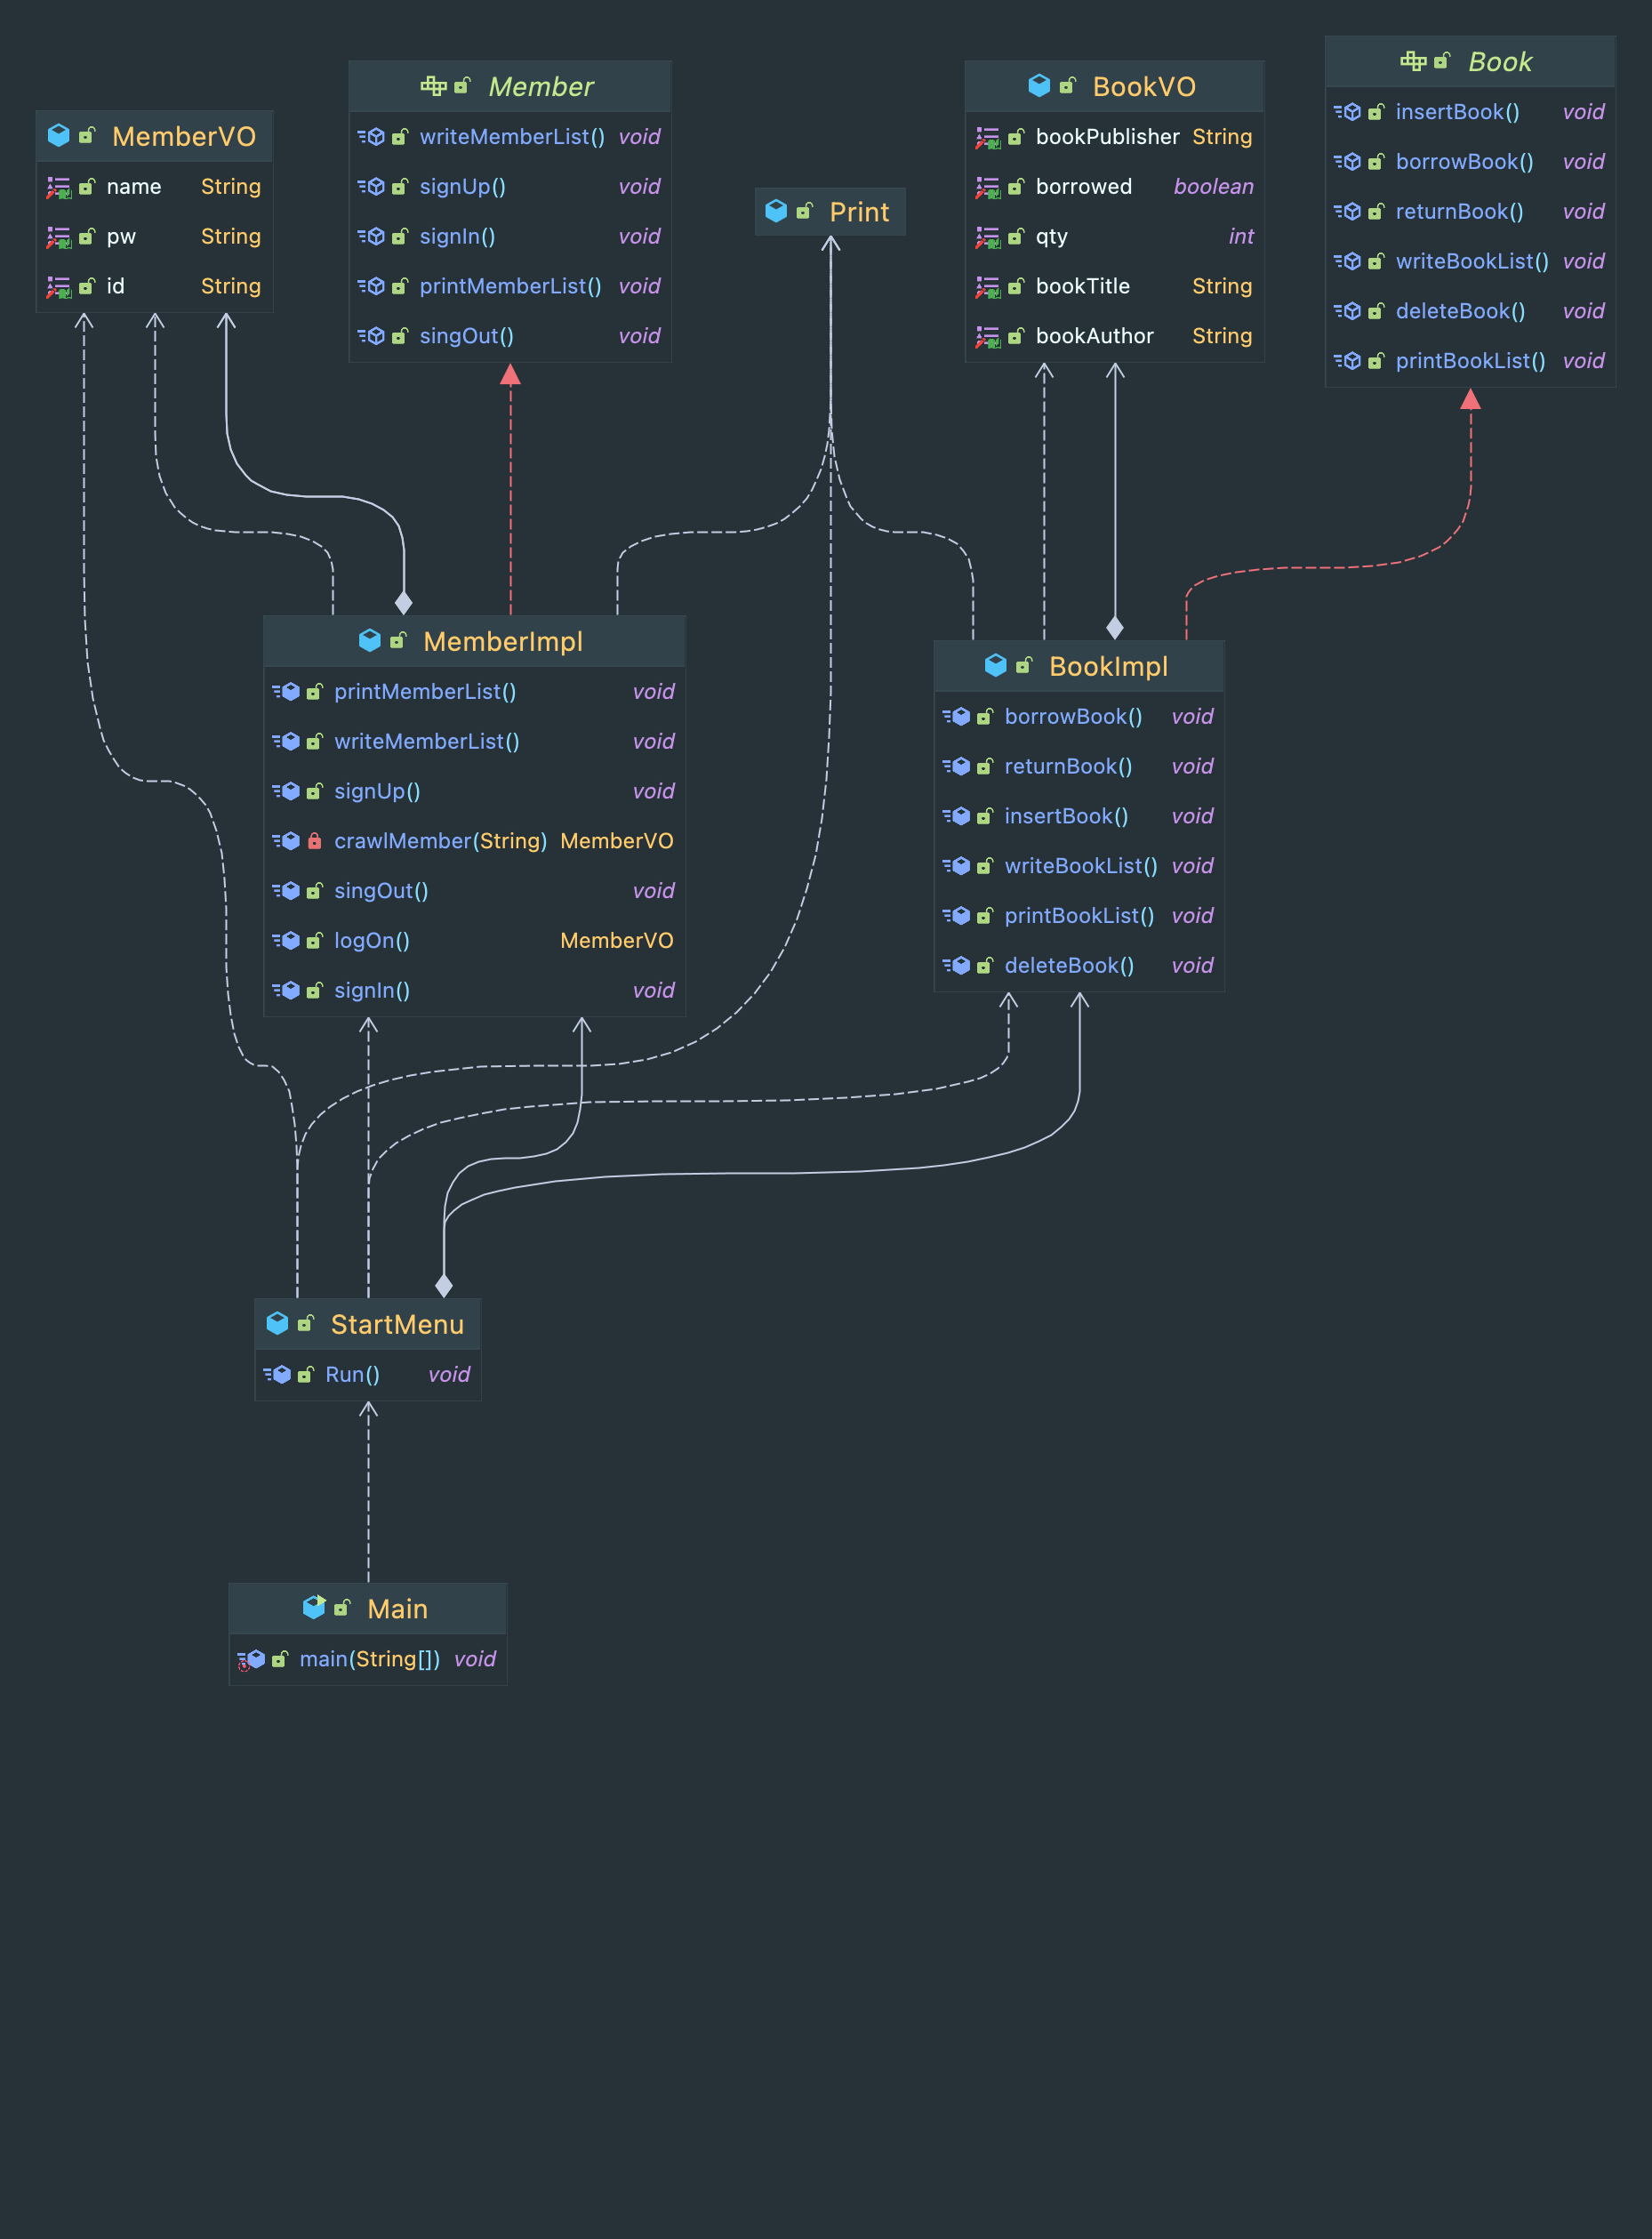 MemberVO
name String
pw String
id String
Member
writeMemberList() void
signUp() void
signIn() void
printMemberList() void
singOut() void
Print
BookVO
bookPublisher String
borrowed boolean
qty int
bookTitle String
bookAuthor String
Book
insertBook() void
borrowBook() void
returnBook() void
writeBookList() void
deleteBook() void
printBookList() void
MemberImpl
printMemberList() void
writeMemberList() void
signUp() void
crawlMember(String) MemberVO
singOut() void
logOn() MemberVO
signIn() void
BookImpl
borrowBook() void
returnBook() void
insertBook() void
writeBookList() void
printBookList() void
deleteBook() void
StartMenu
Run() void
Main
main(String[]) void